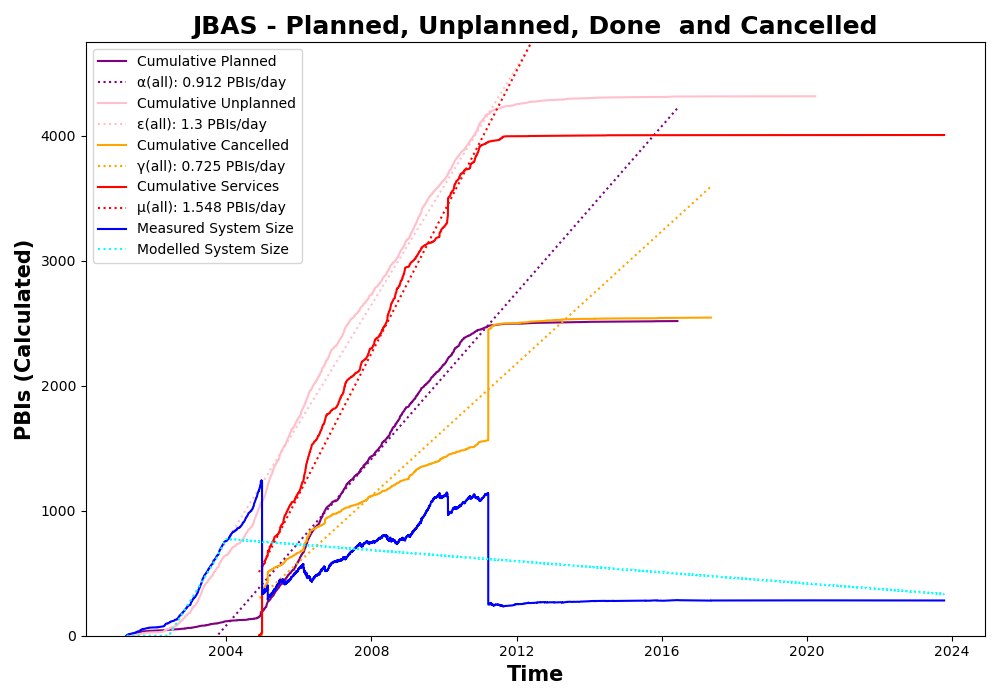 JBAS - Planned, Unplanned, Done  and Cancelled
Cumulative Planned
α(all): 0.912 PBIs/day
Cumulative Unplanned
ε(all): 1.3 PBIs/day
Cumulative Cancelled
γ(all): 0.725 PBIs/day
Cumulative Services
μ(all): 1.548 PBIs/day
Measured System Size
Modelled System Size
PBIs (Calculated)
4000
3000
2000
1000
0
2004 2008 2012 2016 2020 2024
Time